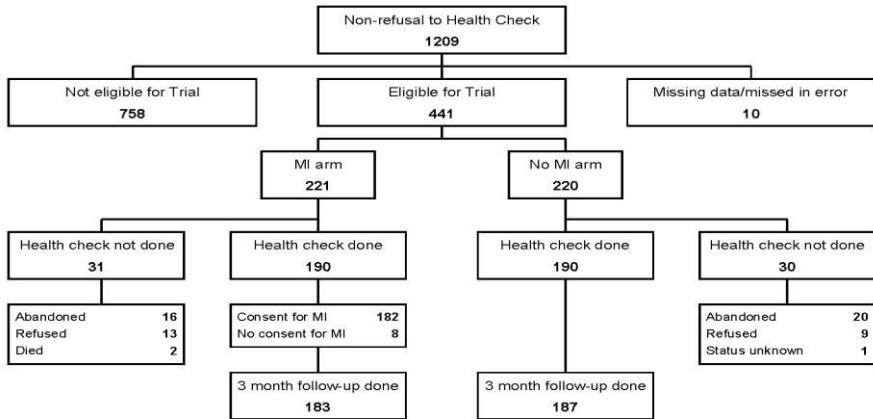 Non-refusal to Health Check
1209
Not eligible for Trial
758
Eligible for Trial
441
Missing data/missed in error
10
MI arm
221
No MI arm
220
Health check not done
31
Health check done
190
Health check done
190
Health check not done
30
Abandoned 16
Refused 13
Died 2
Consent for MI 182
No consent for MI 8
Abandoned 20
Refused 9
Status unknown 1
3 month follow-up done
183
3 month follow-up done
187